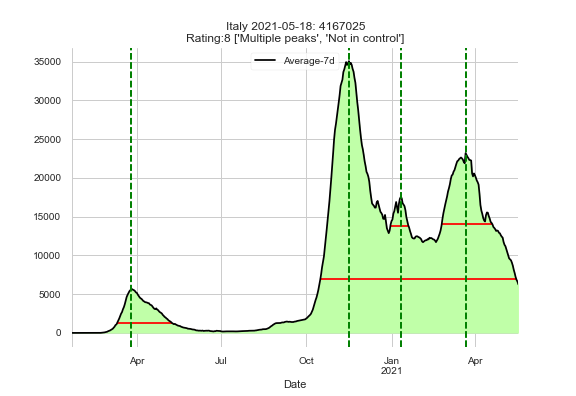 Italy 2021-05-18: 4167025
Rating:8 ['Multiple peaks', 'Not in control']
Average-7d
35000
30000
25000
20000
15000
10000
5000
0
Apr
Jul
Oct
Jan
2021
Apr
Date